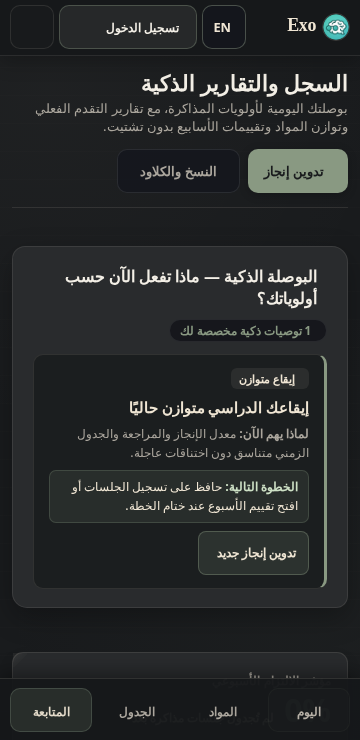 Exo
EN
تسجيل الدخول
السجل والتقارير الذكية
بوصلتك اليومية لأولويات المذاكرة، مع تقارير التقدم الفعلي
وتوازن المواد وتقييمات الأسابيع بدون تشتيت.
تدوين إنجاز
النسخ والكلاود
البوصلة الذكية — ماذا تفعل الآن حسب
أولوياتك؟
1 توصيات ذكية مخصصة لك
إيقاع متوازن
إيقاعك الدراسي متوازن حاليًا
لماذا يهم الآن: معدل الإنجاز والمراجعة والجدول
الزمني متناسق دون اختناقات عاجلة.
الخطوة التالية: حافظ على تسجيل الجلسات أو
افتح تقييم الأسبوع عند ختام الخطة.
تدوين إنجاز جديد
اليوم
المواد
الجدول
المتابعة